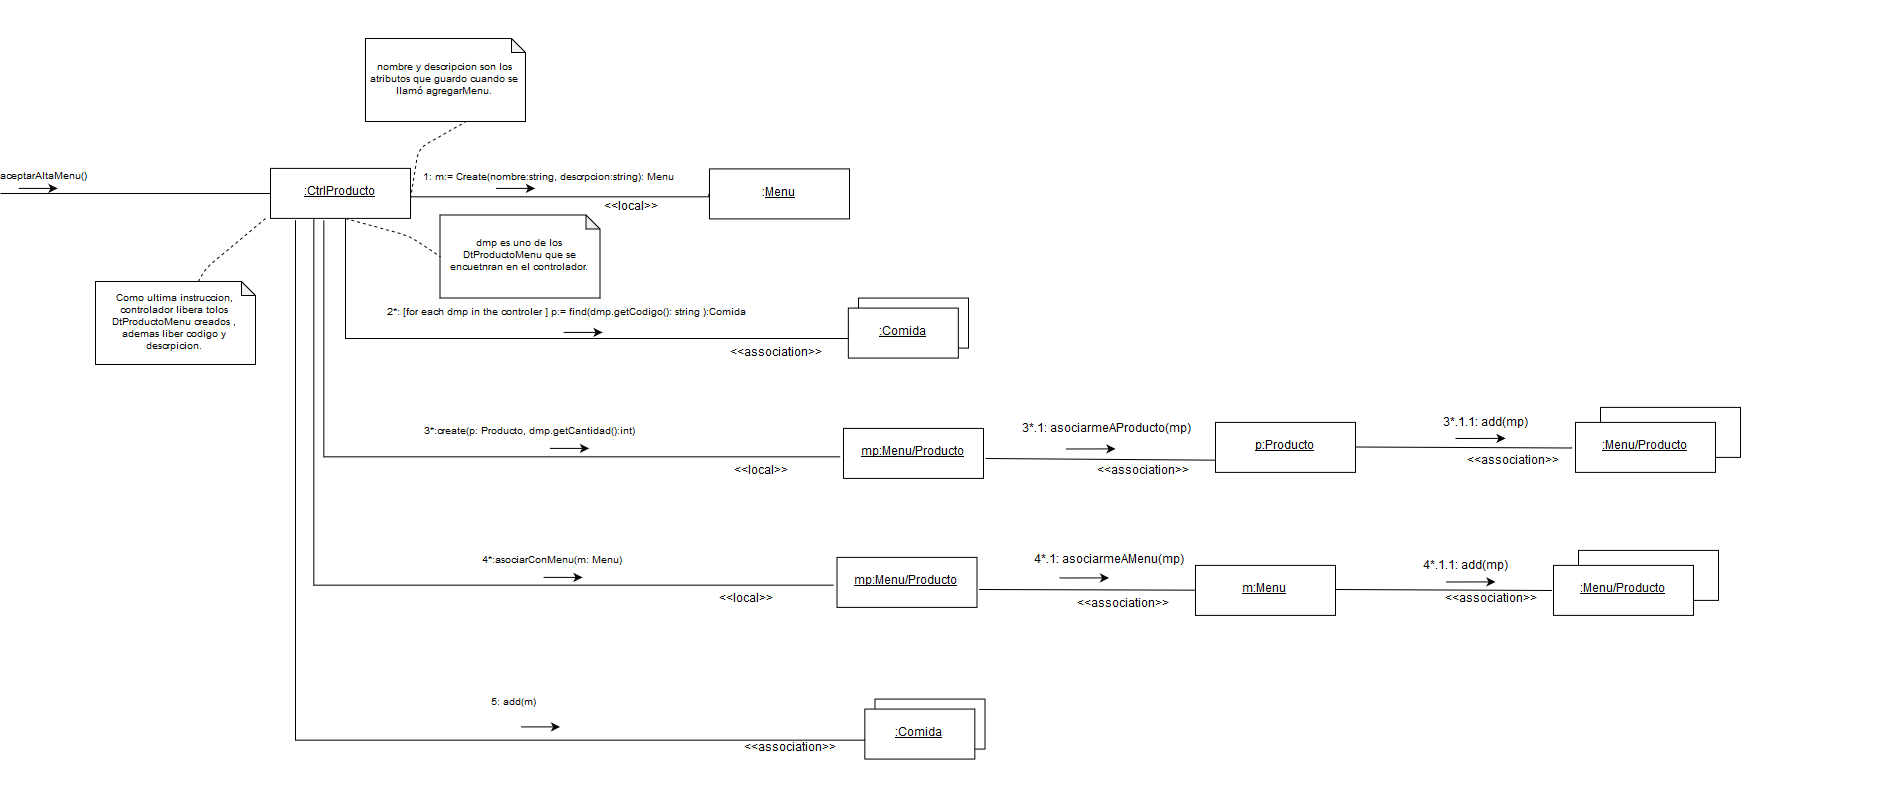 nombre y descripcion son los
atributos que guardo cuando se
llamó agregarMenu.
aceptarAltaMenu()
:CtrlProducto
1: m:= Create(nombre:string, descrpcion:string): Menu
<<local>>
:Menu
dmp es uno de los
DtProductoMenu que se
encuetnran en el controlador.
Como ultima instruccion,
controlador libera tolos
DtProductoMenu creados ,
ademas liber codigo y
descrpicion.
2*: [for each dmp in the controler ] p:= find(dmp.getCodigo(): string ):Comida
<<association>>
:Comida
3*:create(p: Producto, dmp.getCantidad():int)
<<local>>
mp:Menu/Producto
3*.1: asociarmeAProducto(mp)
<<association>>
p:Producto
3*.1.1: add(mp)
<<association>>
:Menu/Producto
4*:asociarConMenu(m: Menu)
<<local>>
mp:Menu/Producto
4*.1: asociarmeAMenu(mp)
<<association>>
m:Menu
4*.1.1: add(mp)
<<association>>
:Menu/Producto
5: add(m)
<<association>>
:Comida